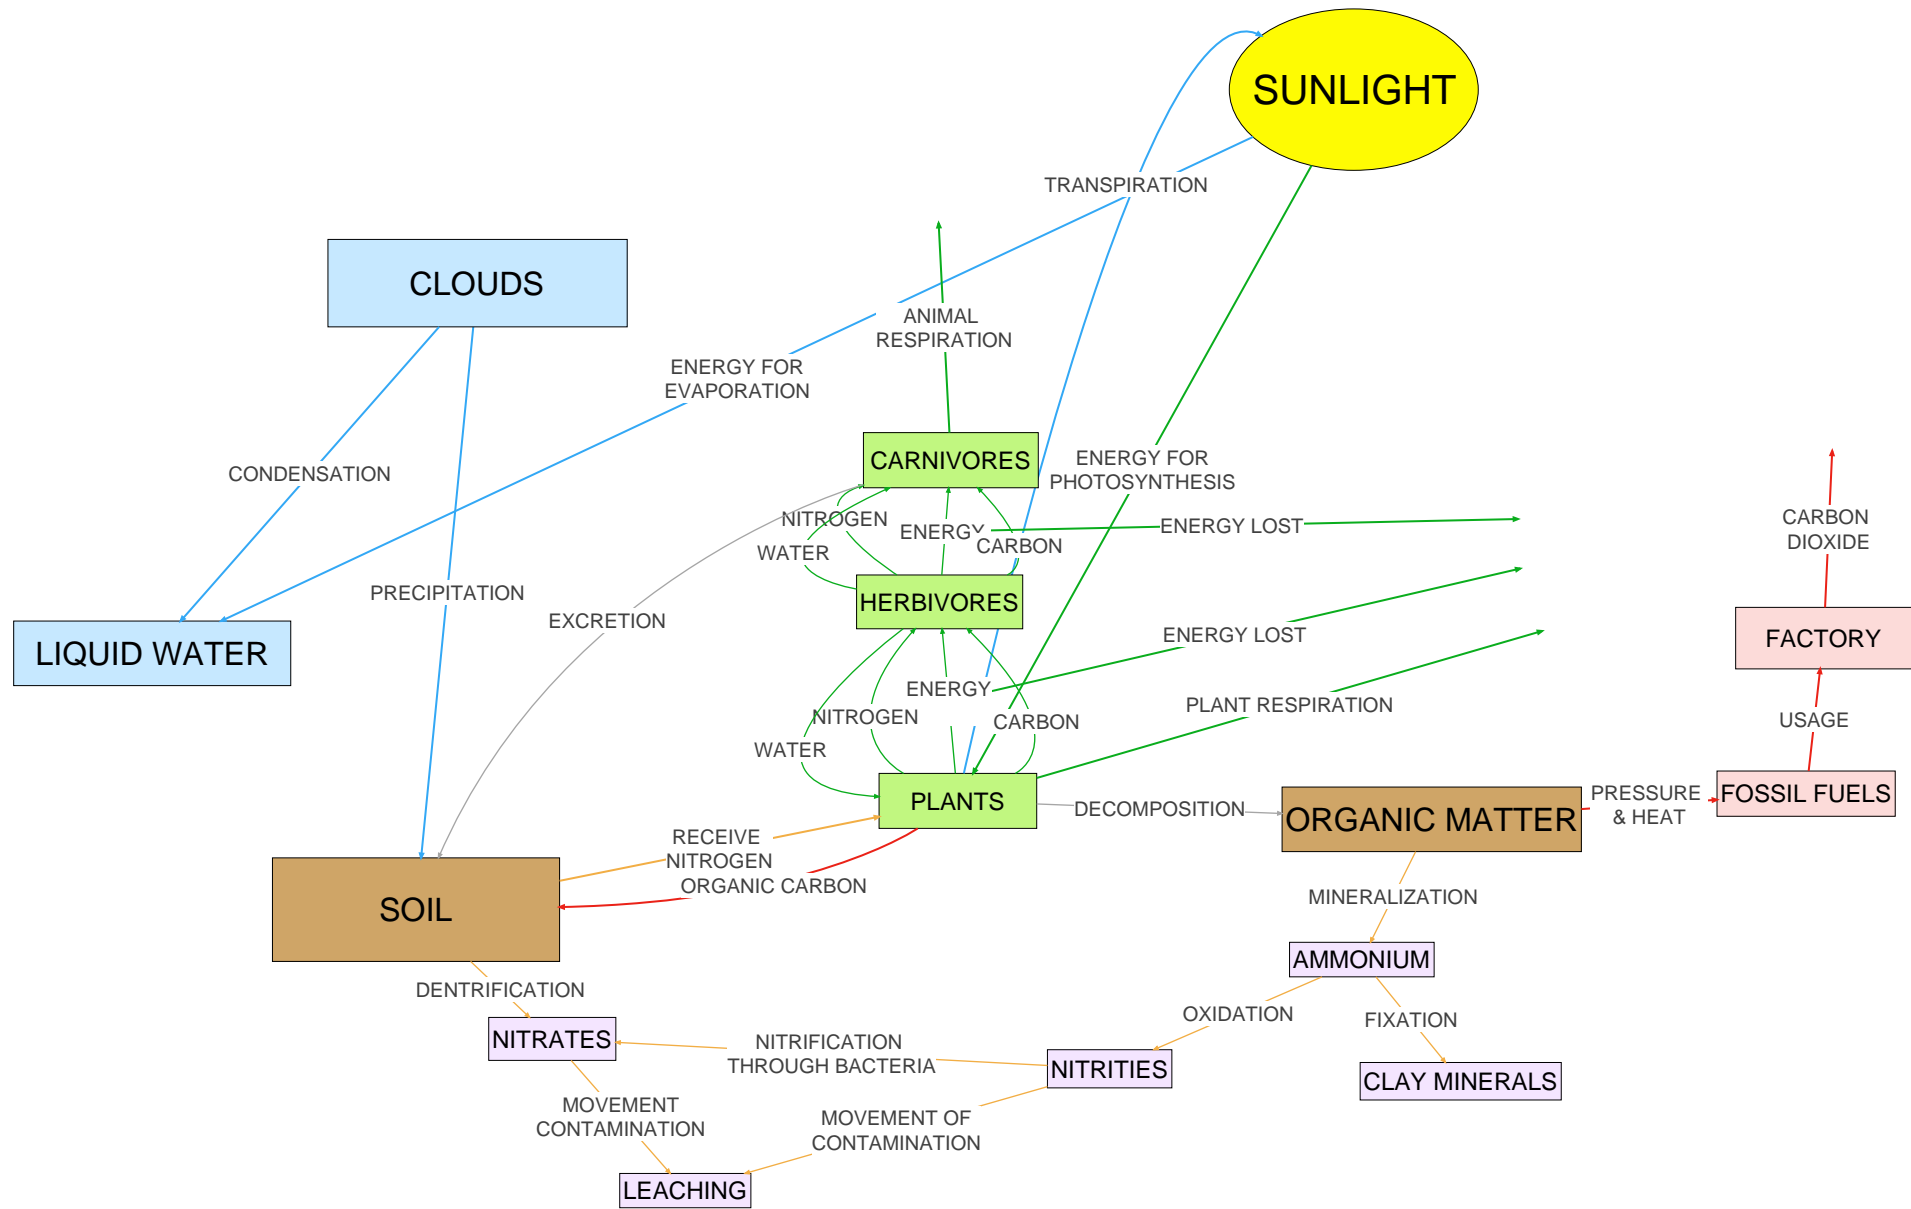 SUNLIGHT
TRANSPIRATION
CLOUDS
ANIMAL
RESPIRATION
ENERGY FOR
EVAPORATION
CARNIVORES
ENERGY FOR
PHOTOSYNTHESIS
CONDENSATION
NITROGEN
ENERGY
ENERGY LOST
CARBON
DIOXIDE
WATER
CARBON
PRECIPITATION
HERBIVORES
EXCRETION
ENERGY LOST
FACTORY
LIQUID WATER
ENERGY
NITROGEN
CARBON
PLANT RESPIRATION
USAGE
WATER
PLANTS
DECOMPOSITION
ORGANIC MATTER
PRESSURE
& HEAT
FOSSIL FUELS
RECEIVE
NITROGEN
ORGANIC CARBON
SOIL
MINERALIZATION
AMMONIUM
DENTRIFICATION
OXIDATION
FIXATION
NITRATES
NITRIFICATION
THROUGH BACTERIA
NITRITIES
CLAY MINERALS
MOVEMENT
CONTAMINATION
MOVEMENT OF
CONTAMINATION
LEACHING